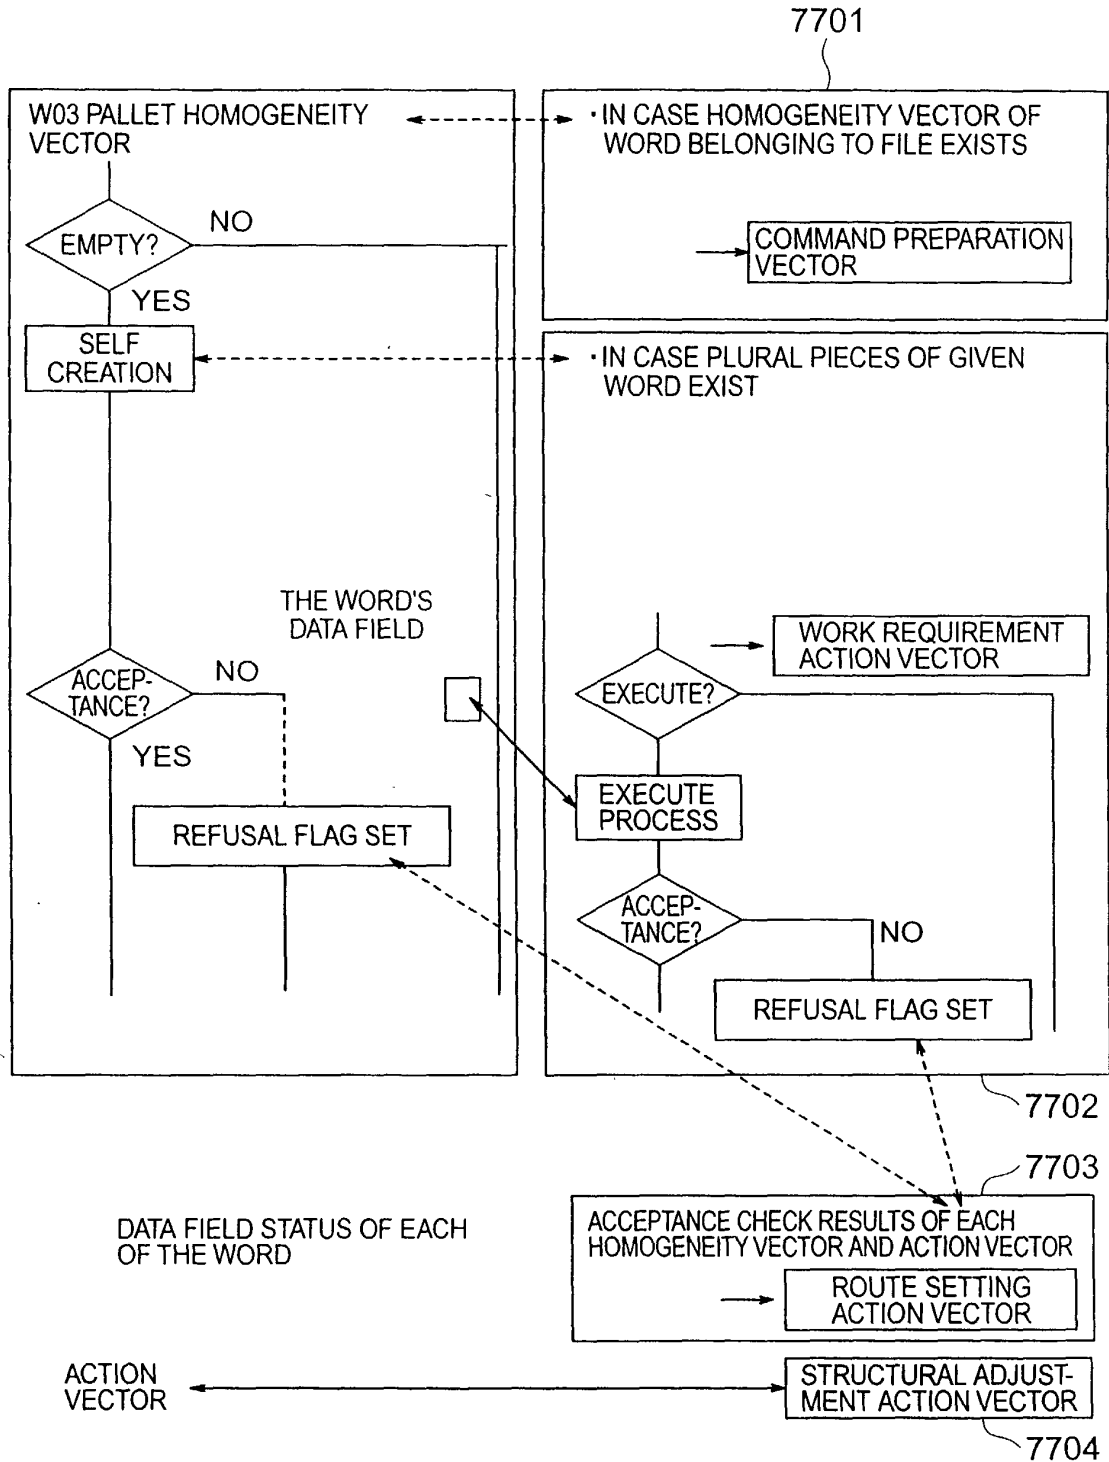 7701
W03 PALLET HOMOGENEITY
VECTOR
EMPTY?
NO
YES
SELF
CREATION
THE WORD'S
DATA FIELD
ACCEP-
TANCE?
NO
YES
REFUSAL FLAG SET
·IN CASE HOMOGENEITY VECTOR OF
WORD BELONGING TO FILE EXISTS
COMMAND PREPARATION
VECTOR
·IN CASE PLURAL PIECES OF GIVEN
WORD EXIST
WORK REQUIREMENT
ACTION VECTOR
EXECUTE?
EXECUTE
PROCESS
ACCEP-
TANCE?
NO
REFUSAL FLAG SET
7702
7703
DATA FIELD STATUS OF EACH
OF THE WORD
ACCEPTANCE CHECK RESULTS OF EACH
HOMOGENEITY VECTOR AND ACTION VECTOR
ROUTE SETTING
ACTION VECTOR
ACTION
VECTOR
STRUCTURAL ADJUST-
MENT ACTION VECTOR
7704